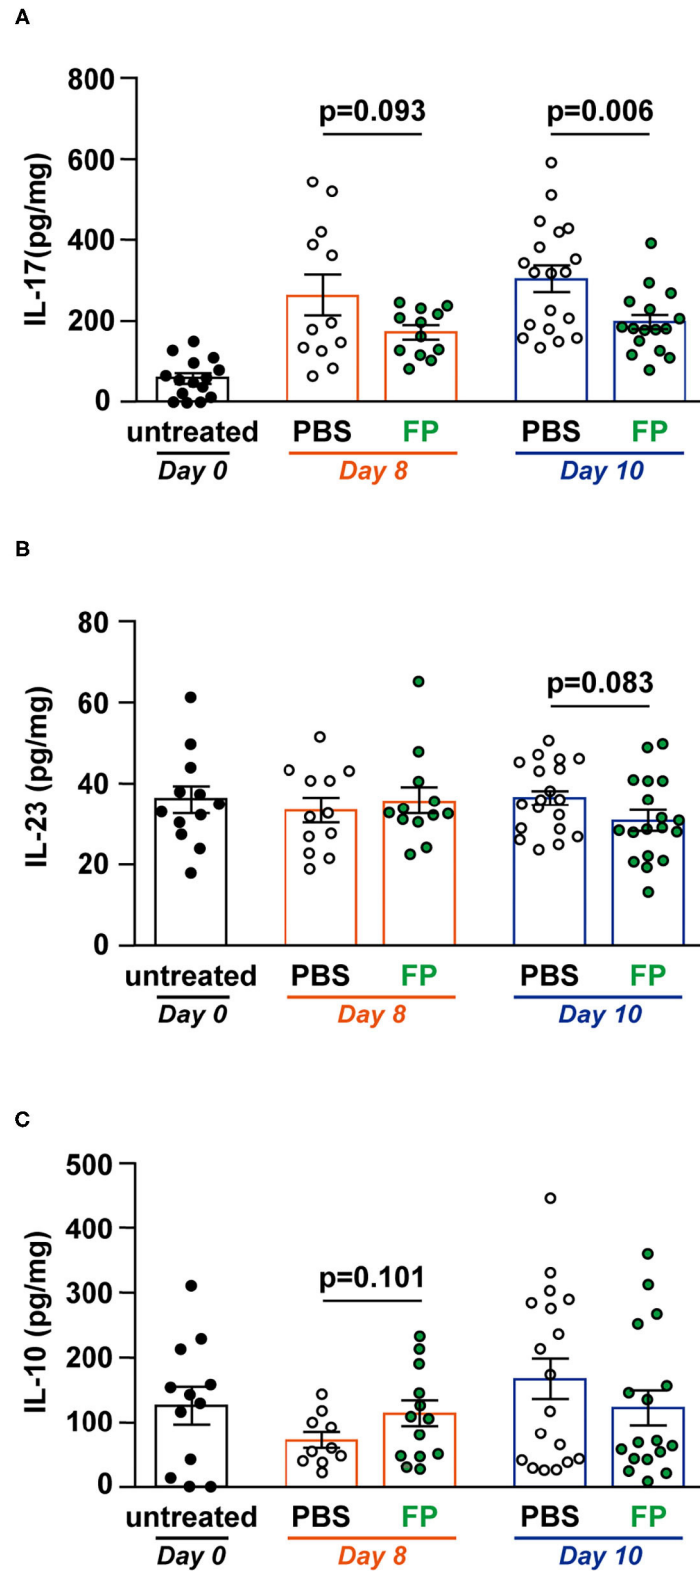 A
800
600
400
200
0
IL-17(pg/mg)
p=0.093
p=0.006
untreated PBS FP PBS FP
Day 0 Day 8 Day 10
B
80
60
40
20
0
IL-23 (pg/mg)
p=0.083
untreated PBS FP PBS FP
Day 0 Day 8 Day 10
C
500
400
300
200
100
0
IL-10 (pg/mg)
p=0.101
untreated PBS FP PBS FP
Day 0 Day 8 Day 10